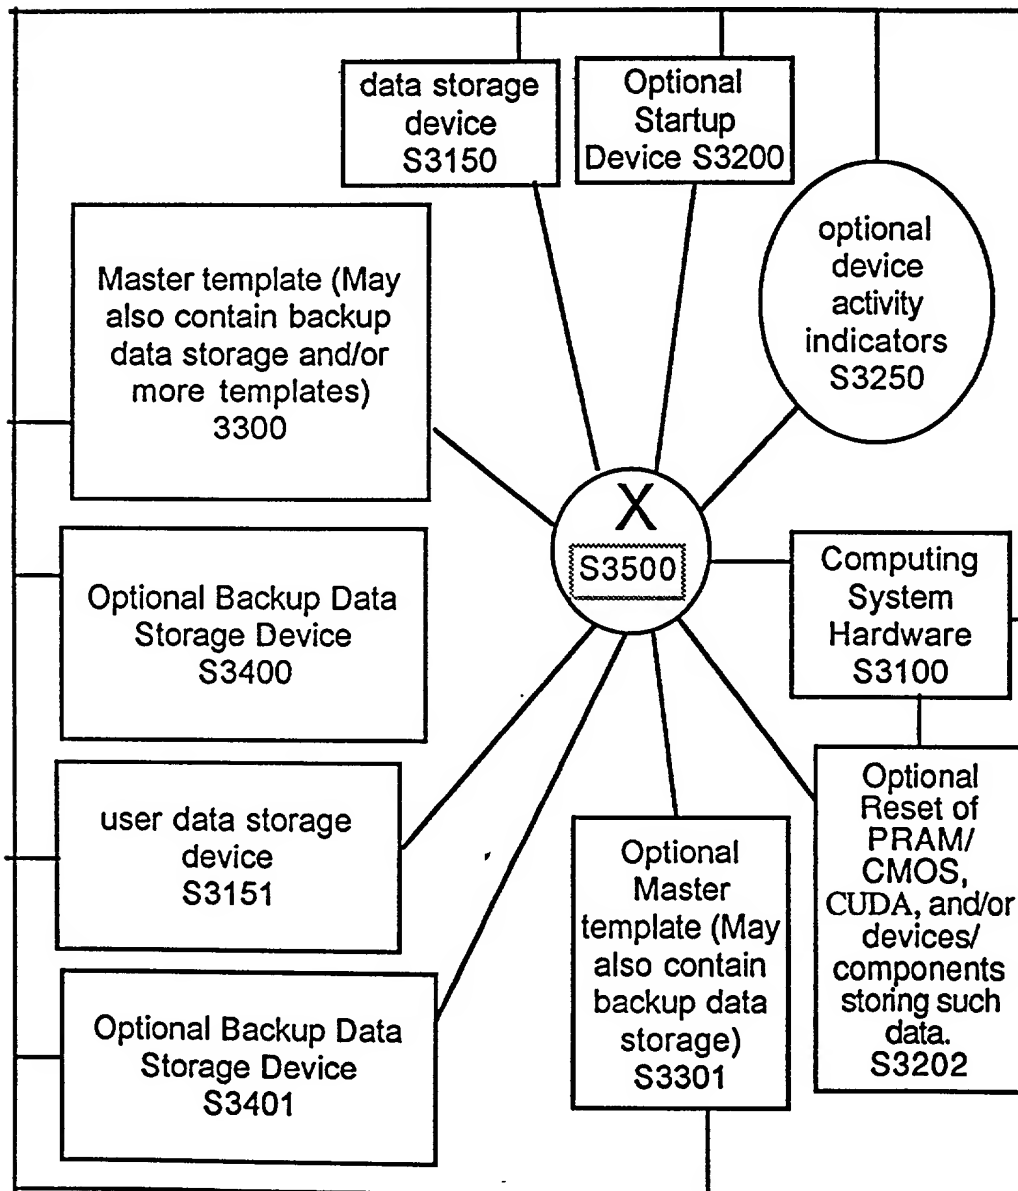 data storage
device
S3150
Optional
Startup
Device S3200
optional
device
activity
indicators
S3250
Master template (May
also contain backup
data storage and/or
more templates)
3300
X
S3500
Computing
System
Hardware
S3100
Optional Backup Data
Storage Device
S3400
user data storage
device
S3151
Optional
Master
template (May
also contain
backup data
storage)
S3301
Optional
Reset of
PRAM/
CMOS,
CUDA, and/or
devices/
components
storing such
data.
S3202
Optional Backup Data
Storage Device
S3401